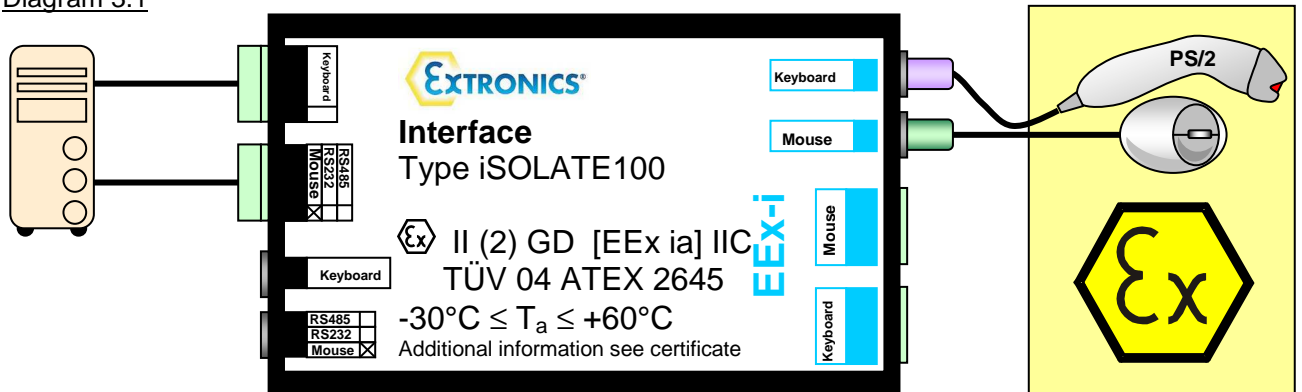 Diagram 3.1
Keyboard
RS485
RS232
Mouse
Keyboard
RS485
RS232
Mouse
EXTRONICS®
Interface
Type iSOLATE100
Ex II (2) GD [EEx ia] IIC
TÜV 04 ATEX 2645
-30°C ≤ Ta ≤ +60°C
Additional information see certificate
Keyboard
Mouse
EEx-i
Mouse
Keyboard
PS/2
Ex